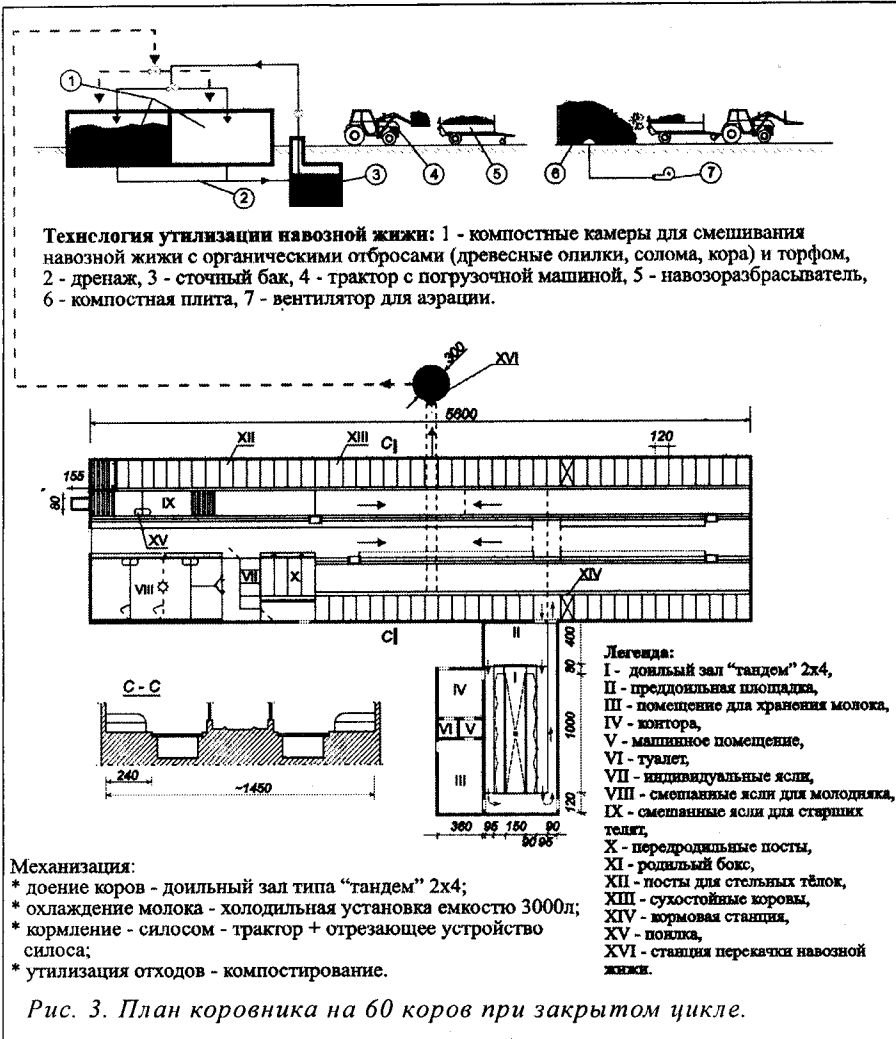 1
2
3
4
5
6
7
Технслогия утилизации навозной жижи: 1 - компостные камеры для смешивания
навозной жижи с органическими отбросами (древесные опилки, солома, кора) и торфом,
2 - дренаж, 3 - сточный бак, 4 - трактор с погрузочной машиной, 5 - навозоразбрасыватель,
6 - компостная плита, 7 - вентилятор для аэрации.
300
XVI
5600
XII
XIII
C
120
155
80
IX
XV
VIII
VII
X
XIV
C
II
400
80
IV
I
1000
VI
V
III
120
360
95
150
90
90
95
C - C
240
~1450
Легенда:
I - доильый зал “тандем” 2х4,
II - преддоильная площадка,
III - помещение для хранения молока,
IV - контора,
V - машинное помещение,
VI - туалет,
VII - индивидуальные ясли,
VIII - смешанные ясли для молодняка,
IX - смешанные ясли для старших
телят,
X - передродильные посты,
XI - родильый бокс,
XII - посты для стельных тёлок,
XIII - сухостойные коровы,
XIV - кормовая станция,
XV - поилка,
XVI - станция перекачки навозной
жижи.
Механизация:
* доение коров - доильный зал типа “тандем” 2х4;
* охлаждение молока - холодильная установка емкостю 3000л;
* кормление - силосом - трактор + отрезающее устройство
силоса;
* утилизация отходов - компостирование.
Рис. 3. План коровника на 60 коров при закрытом цикле.